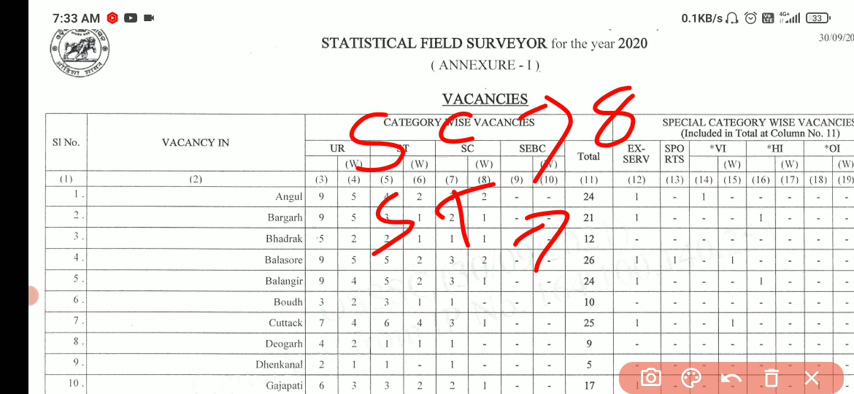 7:33 AM 0.1KB/s 4G+ 33
STATISTICAL FIELD SURVEYOR for the year 2020
30/09/20
( ANNEXURE - I )
VACANCIES
SC 78
ST 7
CATEGORY WISE VACANCIES SPECIAL CATEGORY WISE VACANCIES
(Included in Total at Column No. 11)
Sl No. VACANCY IN UR ST SC SEBC Total EX-SERV SPORTS *VI *HI *OI
(W) (W) (W) (W) (W) (W)
(1) (2) (3) (4) (5) (6) (7) (8) (9) (10) (11) (12) (13) (14) (15) (16) (17) (18) (19)
1. Angul 9 5 4 2 2 - - 24 1 - 1 - - - - -
2. Bargarh 9 5 3 2 1 - 21 1 - - - 1 - - -
3. Bhadrak 5 2 2 1 1 1 - - 12 - - - - - - - -
4. Balasore 9 5 5 2 3 2 - - 26 1 - - 1 - - - -
5. Balangir 9 4 5 2 3 1 - - 24 1 - - - 1 - - -
6. Boudh 3 2 3 1 1 - - - 10 - - - - - - - -
7. Cuttack 7 4 6 4 3 1 - - 25 1 - - 1 - - - -
8. Deogarh 4 2 1 1 1 - - - 9 - - - - - - - -
9. Dhenkanal 2 1 1 - 1 - - - 5
10. Gajapati 6 3 3 2 2 1 - - 17